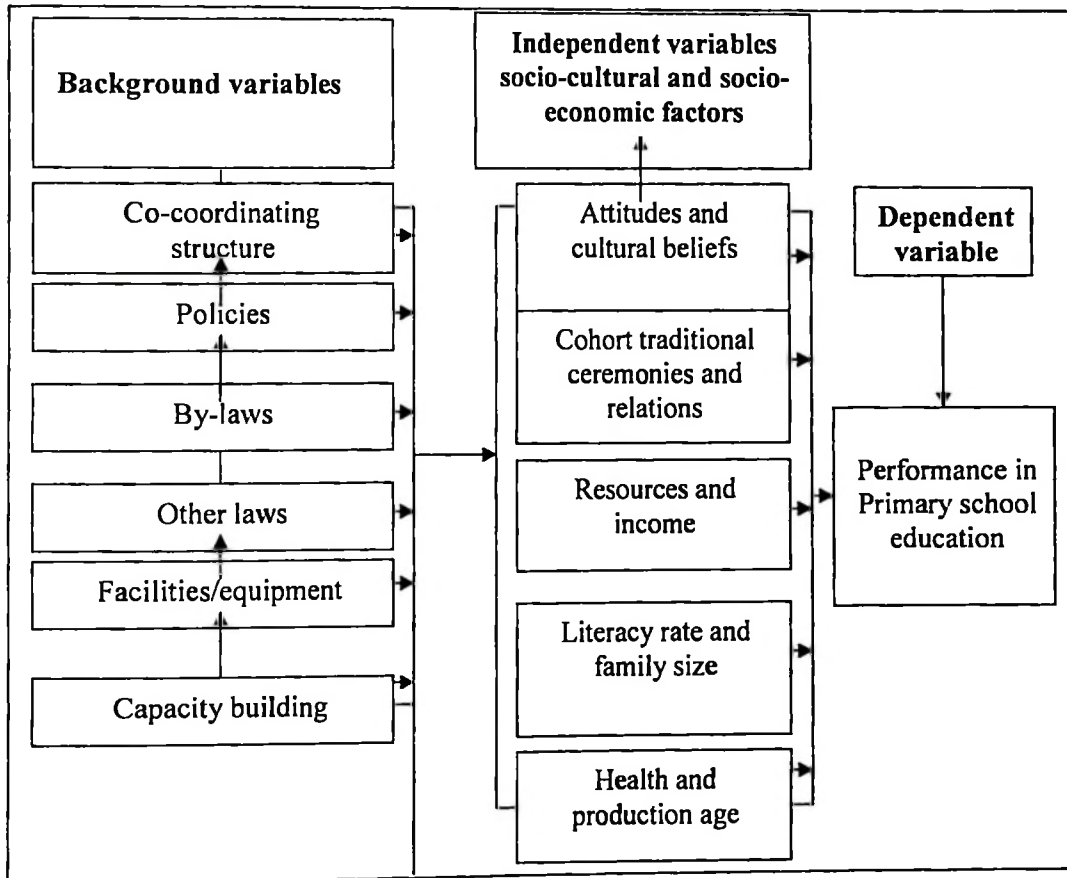 Background variables
Co-coordinating
structure
Policies
By-laws
Other laws
Facilities/equipment
Capacity building
Independent variables
socio-cultural and socio-
economic factors
Attitudes and
cultural beliefs
Cohort traditional
ceremonies and
relations
Resources and
income
Literacy rate and
family size
Health and
production age
Dependent
variable
Performance in
Primary school
education